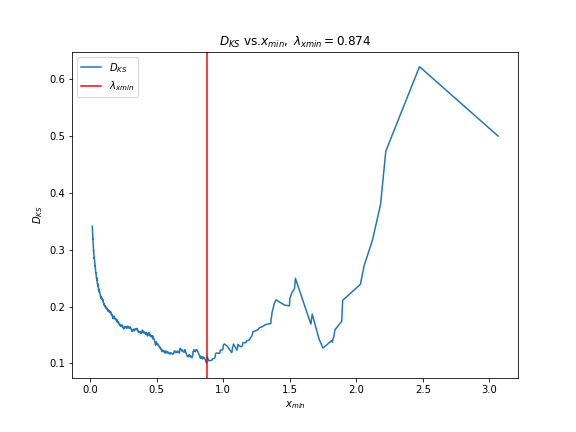 D_KS vs.x_min, λ_xmin = 0.874
D_KS
λ_xmin
0.6
0.5
0.4
0.3
0.2
0.1
D_KS
0.0 0.5 1.0 1.5 2.0 2.5 3.0
x_min